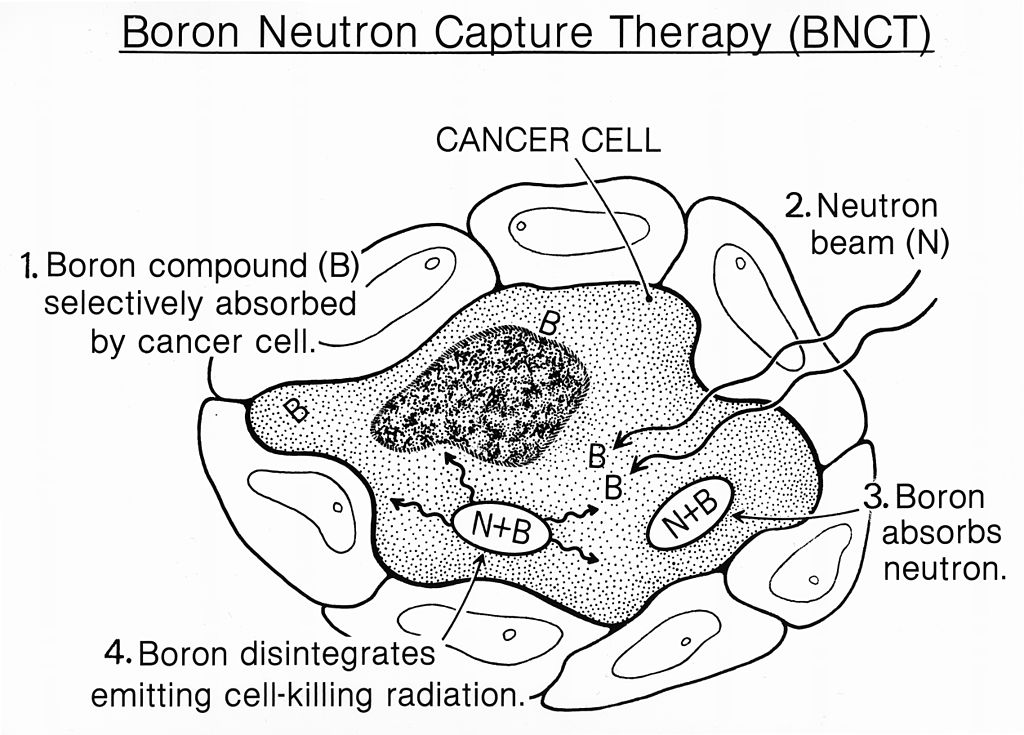 Boron Neutron Capture Therapy (BNCT)
CANCER CELL
2. Neutron
beam (N)
1. Boron compound (B)
selectively absorbed
by cancer cell.
B
B
B
B
N+B
N+B
3. Boron
absorbs
neutron.
4. Boron disintegrates
emitting cell-killing radiation.